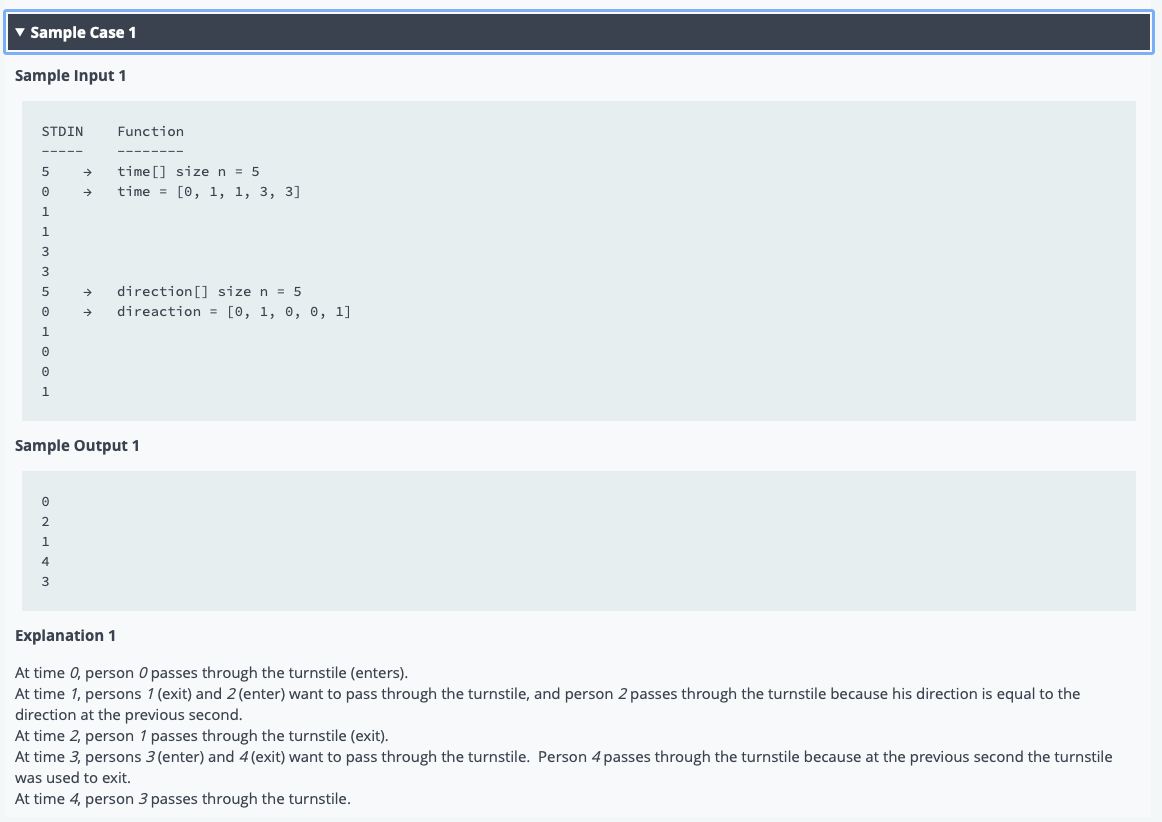 ▼ Sample Case 1
Sample Input 1
STDIN    Function
-----    --------
5    →   time[] size n = 5
0    →   time = [0, 1, 1, 3, 3]
1
1
3
3
5    →   direction[] size n = 5
0    →   direaction = [0, 1, 0, 0, 1]
1
0
0
1
Sample Output 1
0
2
1
4
3
Explanation 1
At time 0, person 0 passes through the turnstile (enters).
At time 1, persons 1 (exit) and 2 (enter) want to pass through the turnstile, and person 2 passes through the turnstile because his direction is equal to the
direction at the previous second.
At time 2, person 1 passes through the turnstile (exit).
At time 3, persons 3 (enter) and 4 (exit) want to pass through the turnstile.  Person 4 passes through the turnstile because at the previous second the turnstile
was used to exit.
At time 4, person 3 passes through the turnstile.